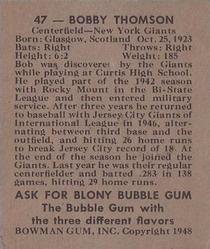 47 — BOBBY THOMSON
Centerfield—New York Giants
Born: Glasgow, Scotland Oct. 25, 1923
Bats: Right Throws: Right
Height: 6:2 Weight: 185
Bob was discovered by the Giants
while playing at Curtis High School.
He played part of the 1942 season
with Rocky Mount in the Bi-State
League and then entered military
service. After three years he returned
to baseball with Jersey City Giants of
International League in 1946, alter-
nating between third base and the
outfield, and hitting 26 home runs
to break Jersey City record of 18. At
the end of the season he joined the
Giants. Last year he was their regular
centerfielder and batted .283 in 138
games, hitting 29 home runs.
ASK FOR BLONY BUBBLE GUM
The Bubble Gum with
the three different flavors
BOWMAN GUM, INC. Copyright 1948